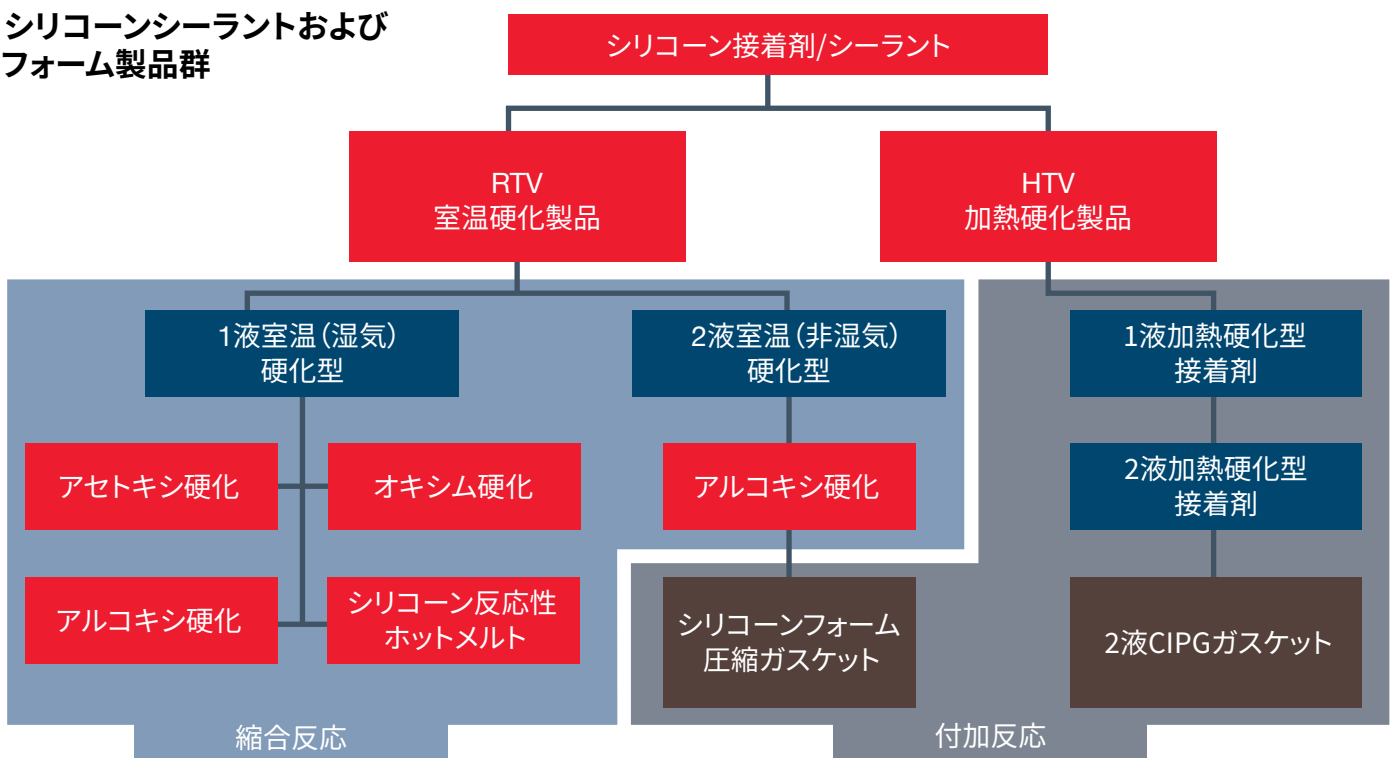 シリコーンシーラントおよび
フォーム製品群
シリコーン接着剤/シーラント
RTV
室温硬化製品
HTV
加熱硬化製品
1液室温（湿気）
硬化型
2液室温（非湿気）
硬化型
1液加熱硬化型
接着剤
アセトキシ硬化
オキシム硬化
アルコキシ硬化
2液加熱硬化型
接着剤
アルコキシ硬化
シリコーン反応性
ホットメルト
シリコーンフォーム
圧縮ガスケット
2液CIPGガスケット
縮合反応
付加反応